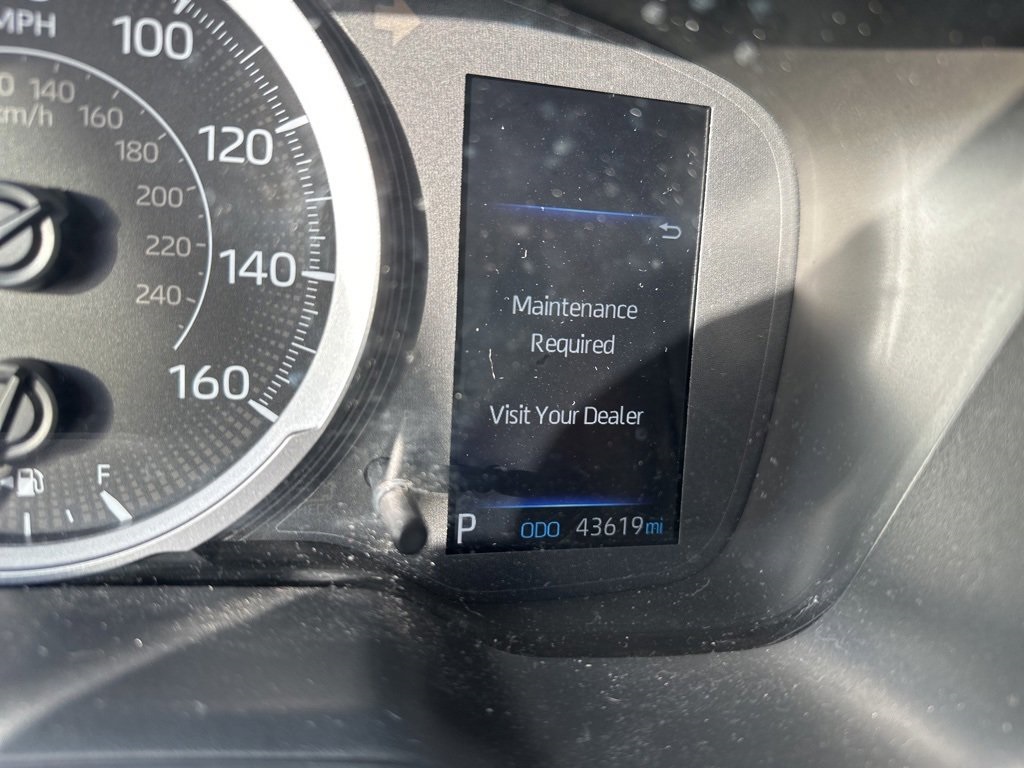 MPH
100
120
140
160
140
km/h
160
180
200
220
240
F
Maintenance
Required
Visit Your Dealer
P ODO 43619 mi